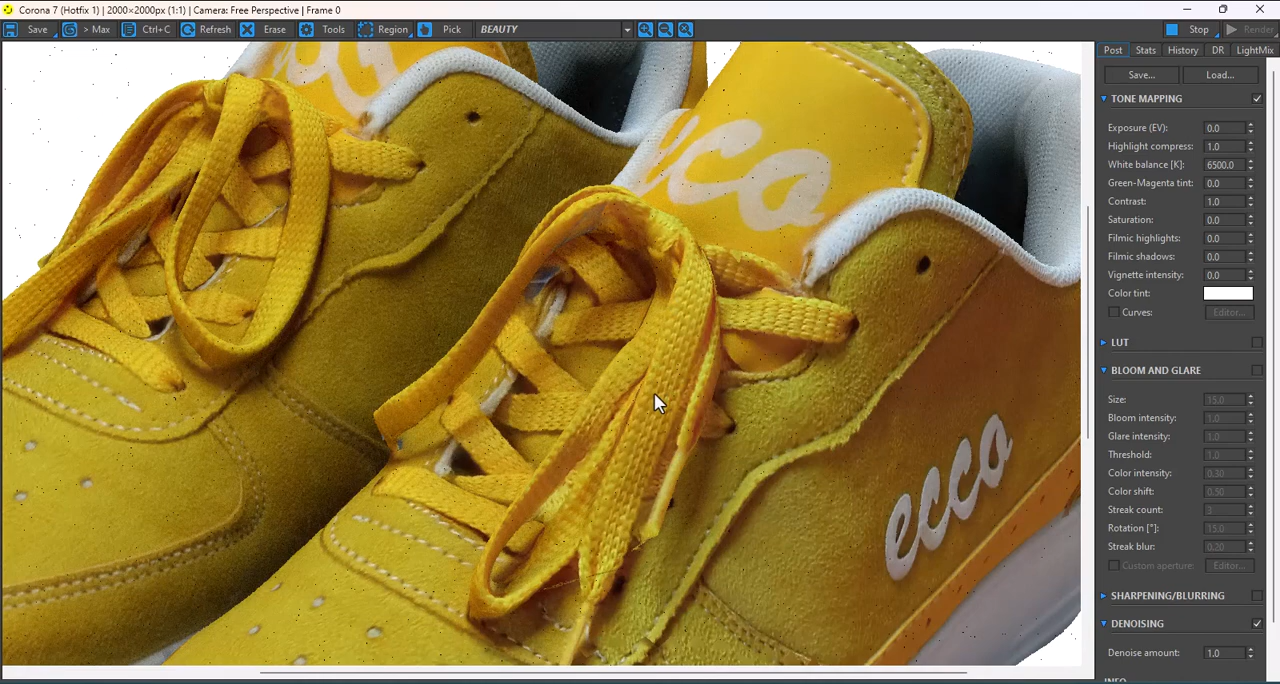 Corona 7 (Hotfix 1) | 2000×2000px (1:1) | Camera: Free Perspective | Frame 0
Save > Max Ctrl+C Refresh Erase Tools Region Pick BEAUTY Stop Render
Post Stats History DR LightMix
Save... Load...
TONE MAPPING
Exposure (EV): 0.0
Highlight compress: 1.0
White balance [K]: 6500.0
Green-Magenta tint: 0.0
Contrast: 1.0
Saturation: 0.0
Filmic highlights: 0.0
Filmic shadows: 0.0
Vignette intensity: 0.0
Color tint:
Curves: Editor...
LUT
BLOOM AND GLARE
Size: 15.0
Bloom intensity: 1.0
Glare intensity: 1.0
Threshold: 1.0
Color intensity: 0.30
Color shift: 0.50
Streak count: 3
Rotation [°]: 15.0
Streak blur: 0.20
Custom aperture: Editor...
SHARPENING/BLURRING
DENOISING
Denoise amount: 1.0
ecco
ecco